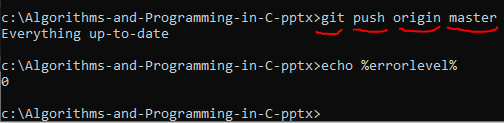 c:\Algorithms-and-Programming-in-C-pptx>git push origin master
Everything up-to-date
c:\Algorithms-and-Programming-in-C-pptx>echo %errorlevel%
0
c:\Algorithms-and-Programming-in-C-pptx>